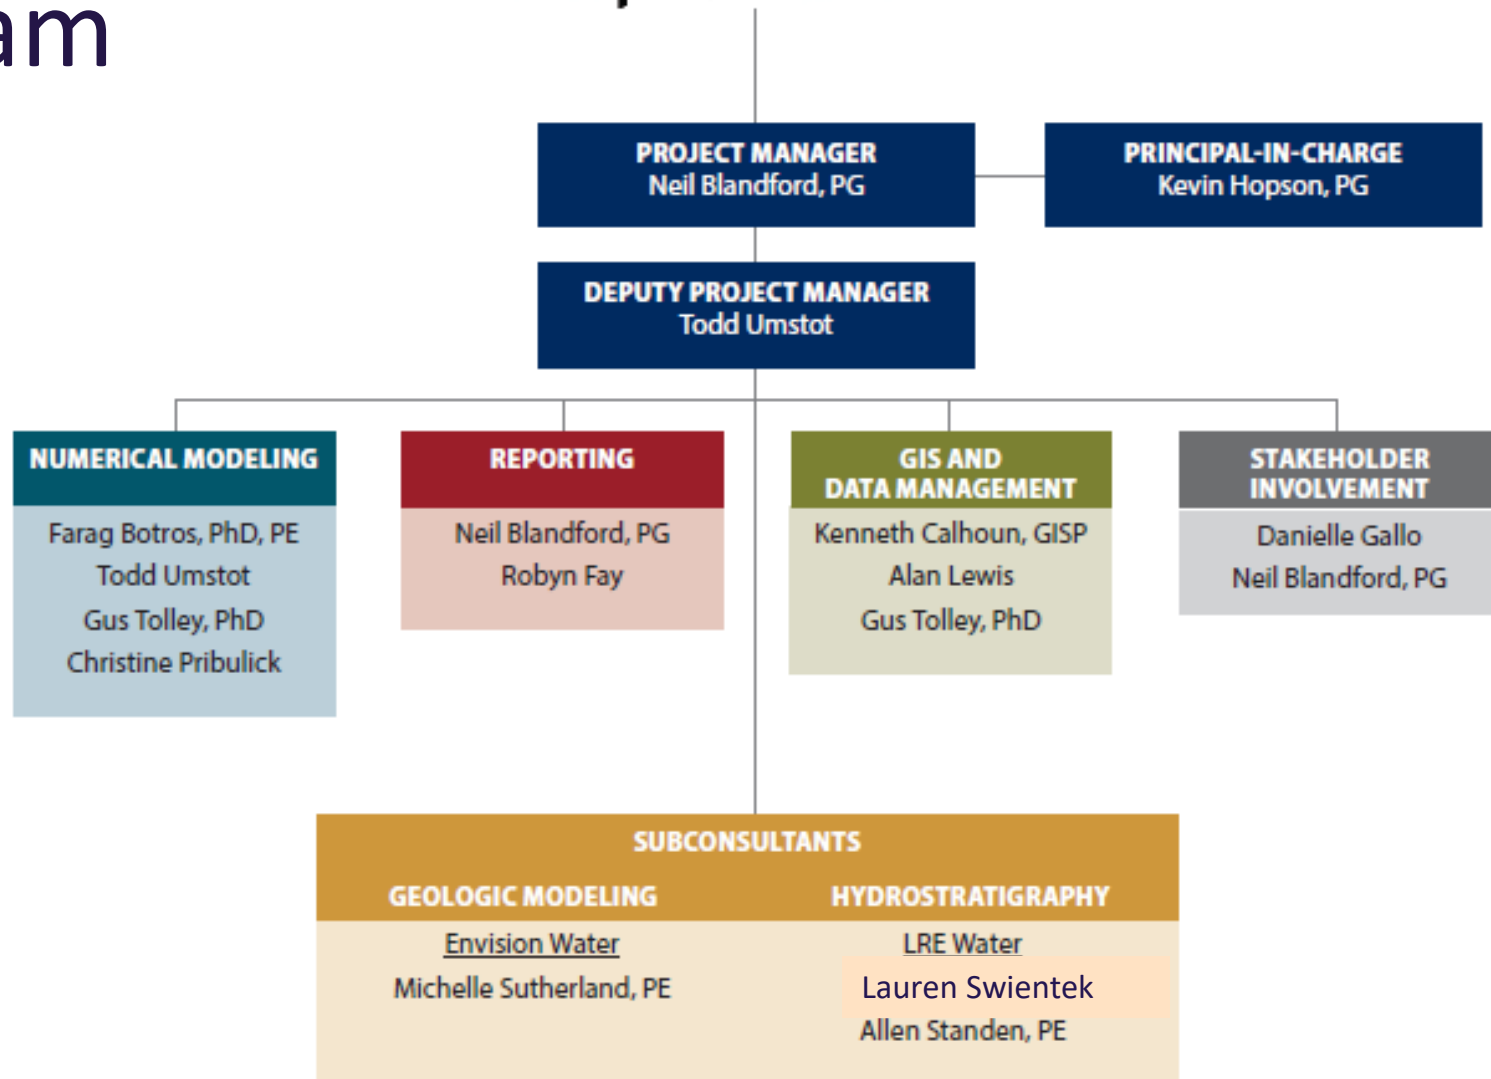 am
PROJECT MANAGER
Neil Blandford, PG
PRINCIPAL-IN-CHARGE
Kevin Hopson, PG
DEPUTY PROJECT MANAGER
Todd Umstot
NUMERICAL MODELING
Farag Botros, PhD, PE
Todd Umstot
Gus Tolley, PhD
Christine Pribulick
REPORTING
Neil Blandford, PG
Robyn Fay
GIS AND
DATA MANAGEMENT
Kenneth Calhoun, GISP
Alan Lewis
Gus Tolley, PhD
STAKEHOLDER
INVOLVEMENT
Danielle Gallo
Neil Blandford, PG
SUBCONSULTANTS
GEOLOGIC MODELING
Envision Water
Michelle Sutherland, PE
HYDROSTRATIGRAPHY
LRE Water
Lauren Swientek
Allen Standen, PE